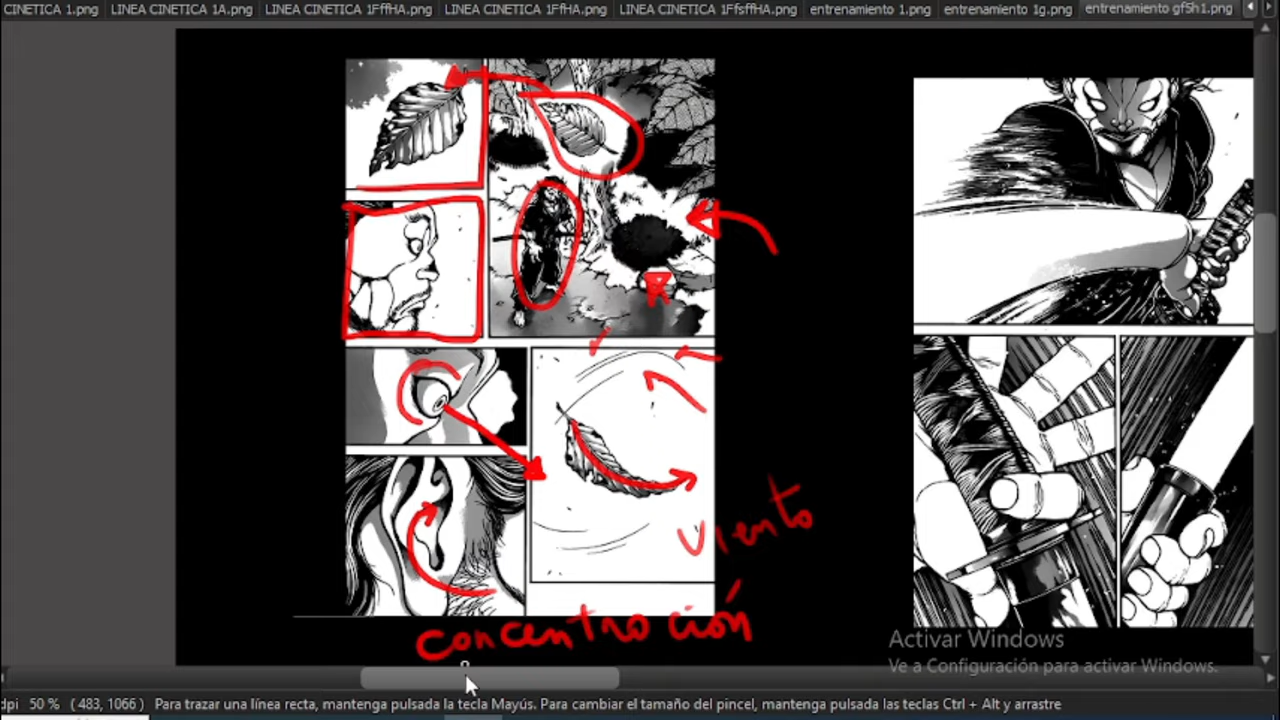 CINETICA 1.png LINEA CINETICA 1A.png LINEA CINETICA 1FffHA.png LINEA CINETICA 1FfHA.png LINEA CINETICA 1FfsffHA.png entrenamiento 1.png entrenamiento 1g.png entrenamiento gf5h1.png
viento
concentración
Activar Windows
Ve a Configuración para activar Windows.
dpi 50 % ( 483, 1066 ) Para trazar una línea recta, mantenga pulsada la tecla Mayús. Para cambiar el tamaño del pincel, mantenga pulsadas las teclas Ctrl + Alt y arrastre